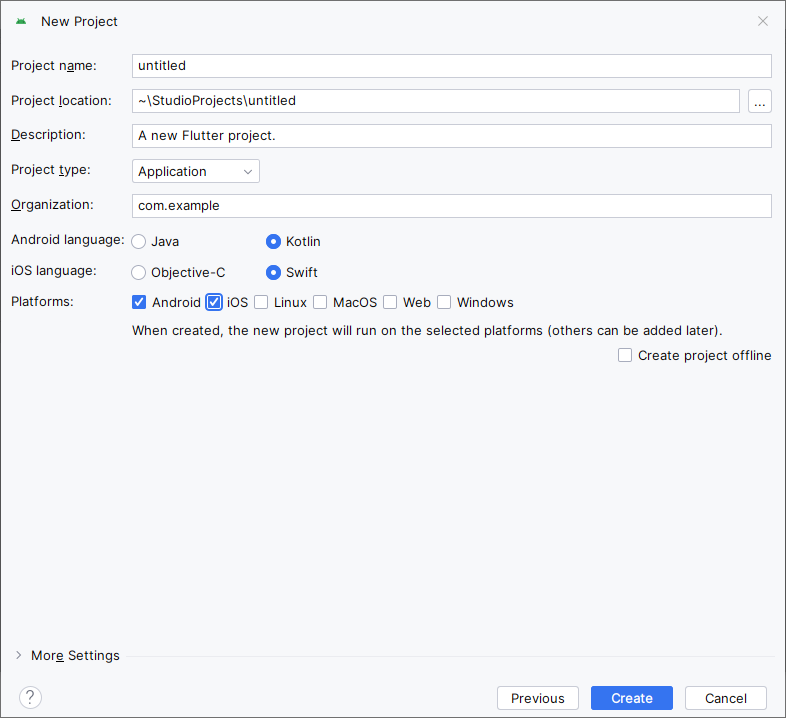 New Project
Project name: untitled
Project location: ~\StudioProjects\untitled ...
Description: A new Flutter project.
Project type: Application
Organization: com.example
Android language: Java Kotlin
iOS language: Objective-C Swift
Platforms: Android iOS Linux MacOS Web Windows
When created, the new project will run on the selected platforms (others can be added later).
Create project offline
More Settings
? Previous Create Cancel